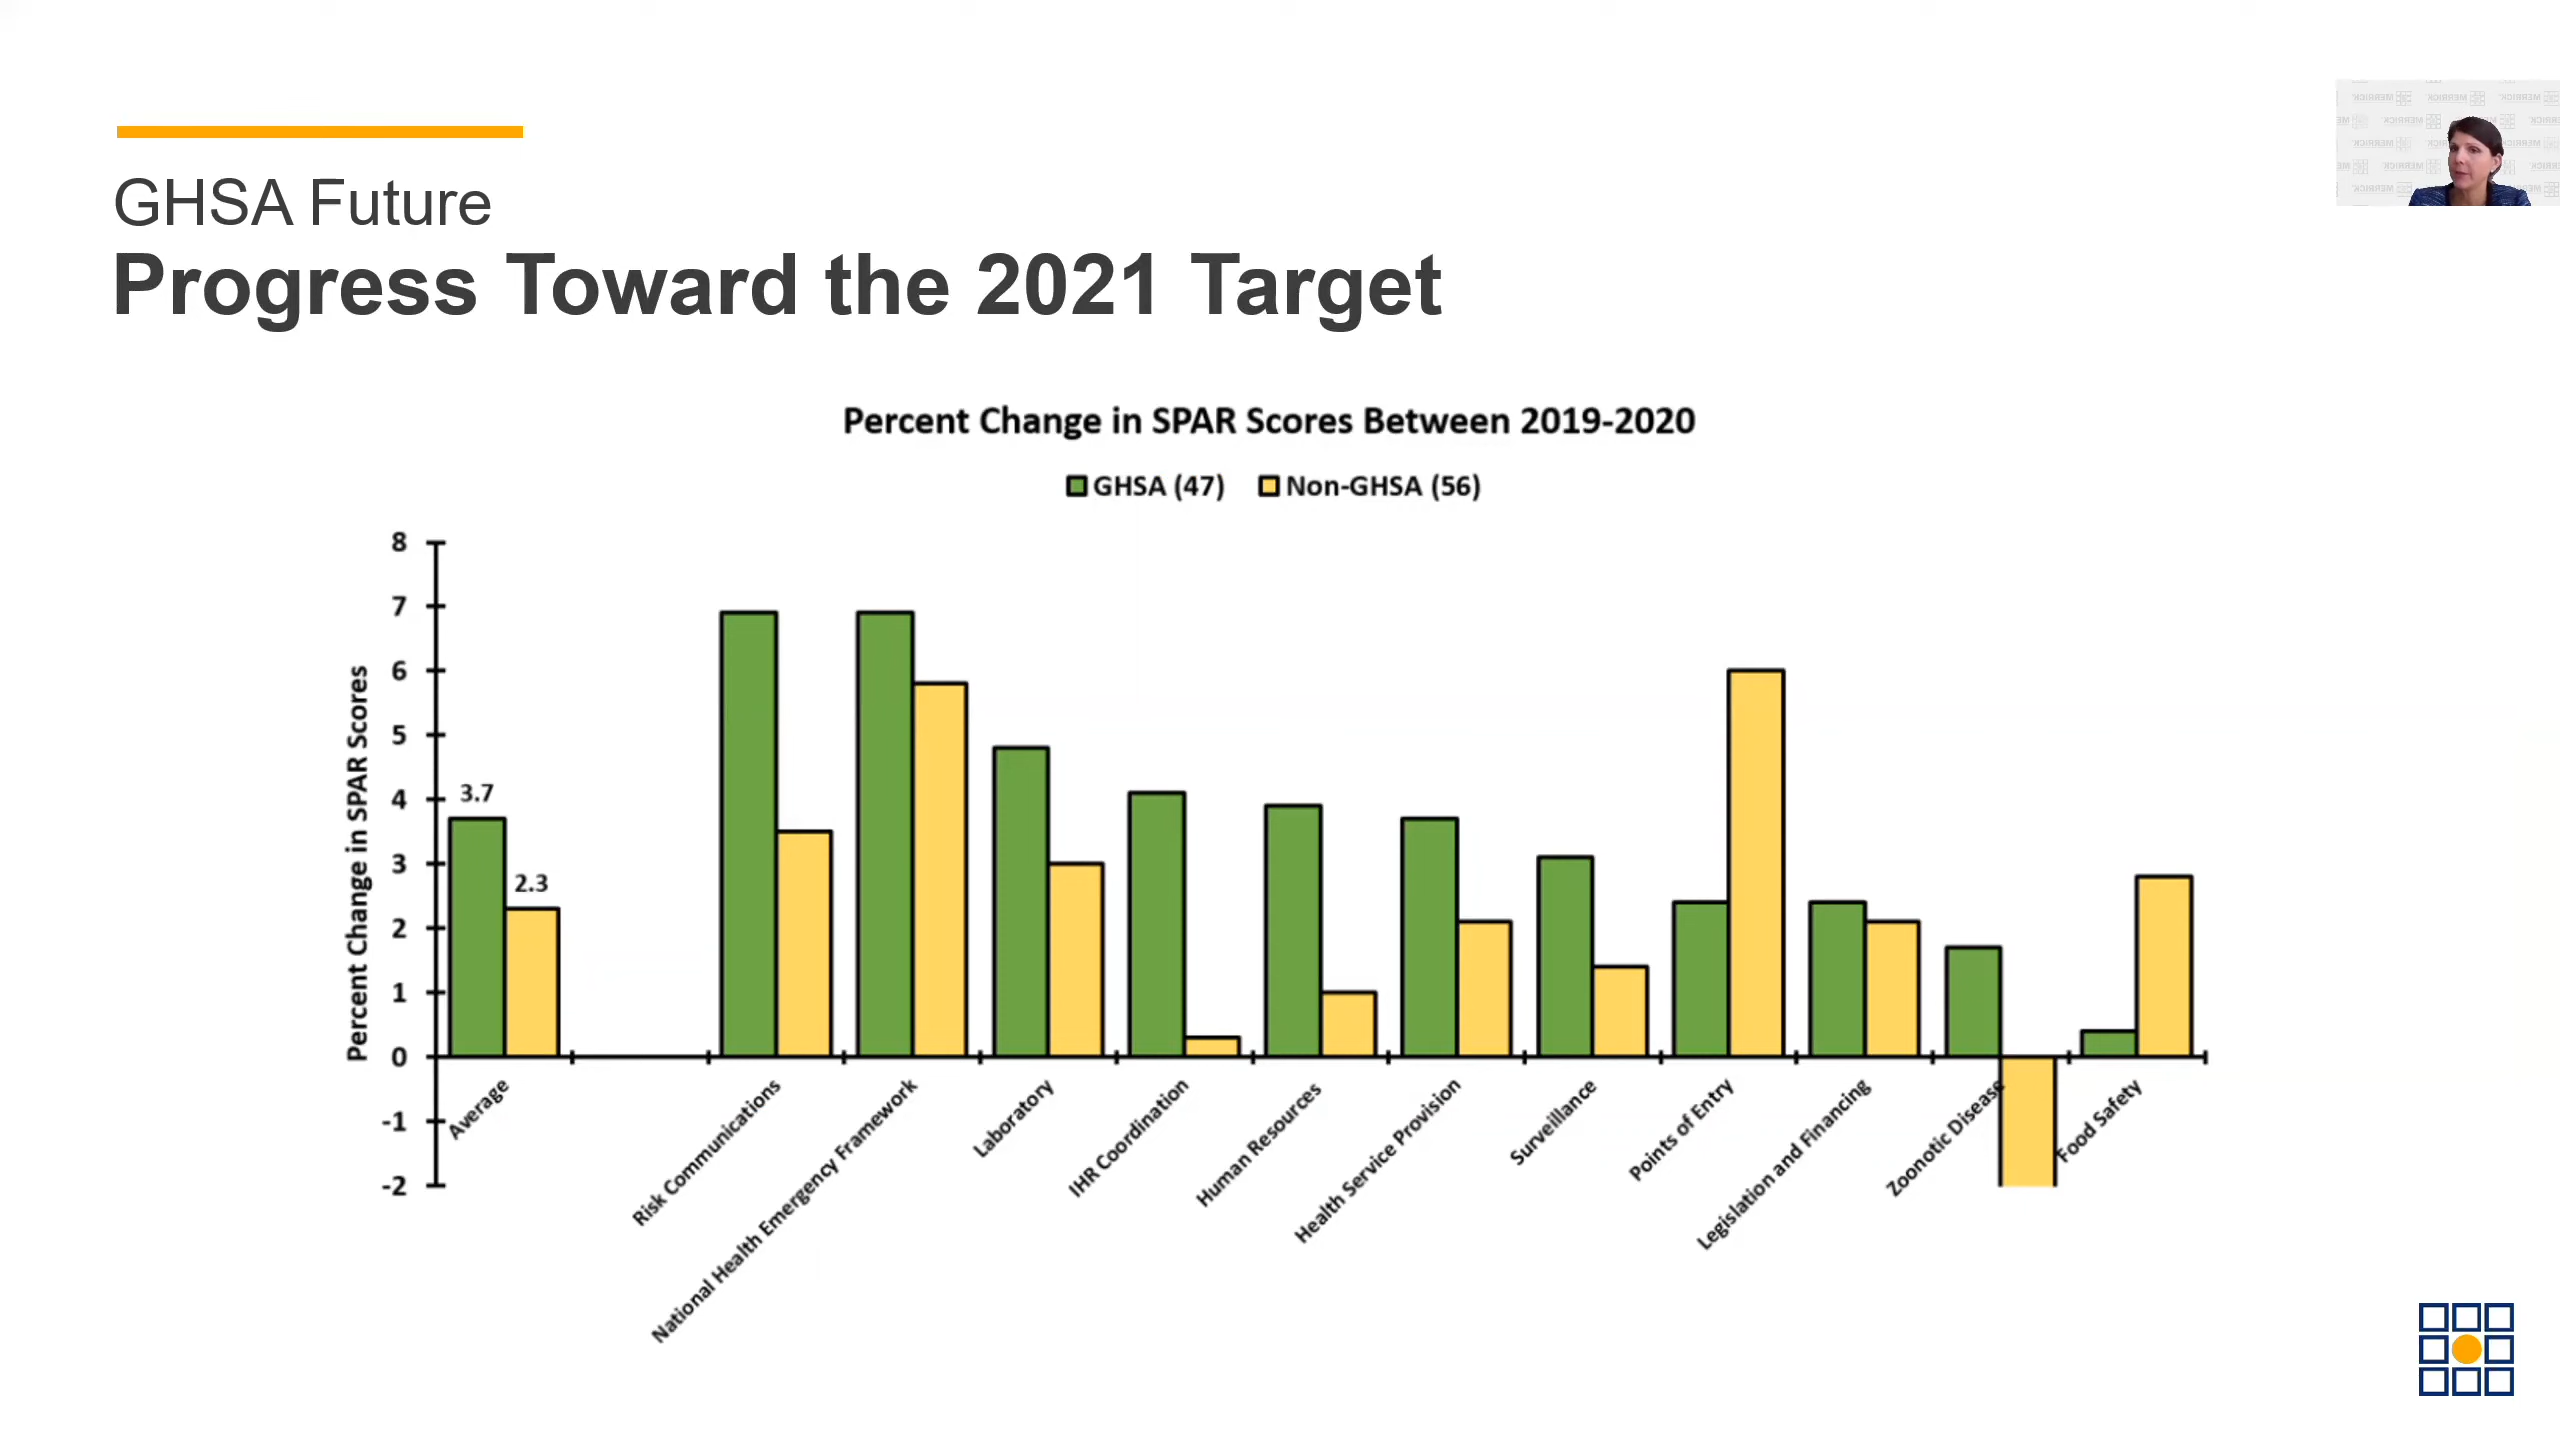 GHSA Future
Progress Toward the 2021 Target
Percent Change in SPAR Scores Between 2019-2020
GHSA (47) Non-GHSA (56)
Percent Change in SPAR Scores
8
7
6
5
4
3
2
1
0
-1
-2
3.7
2.3
Average
Risk Communications
National Health Emergency Framework
Laboratory
IHR Coordination
Human Resources
Health Service Provision
Surveillance
Points of Entry
Legislation and Financing
Zoonotic Disease
Food Safety